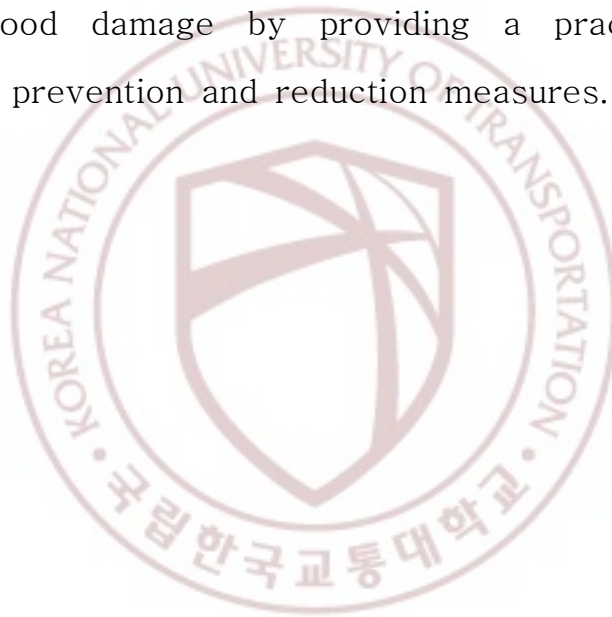 ood damage by providing a prac
prevention and reduction measures.
KOREA NATIONAL UNIVERSITY OF TRANSPORTATION
국립한국교통대학교